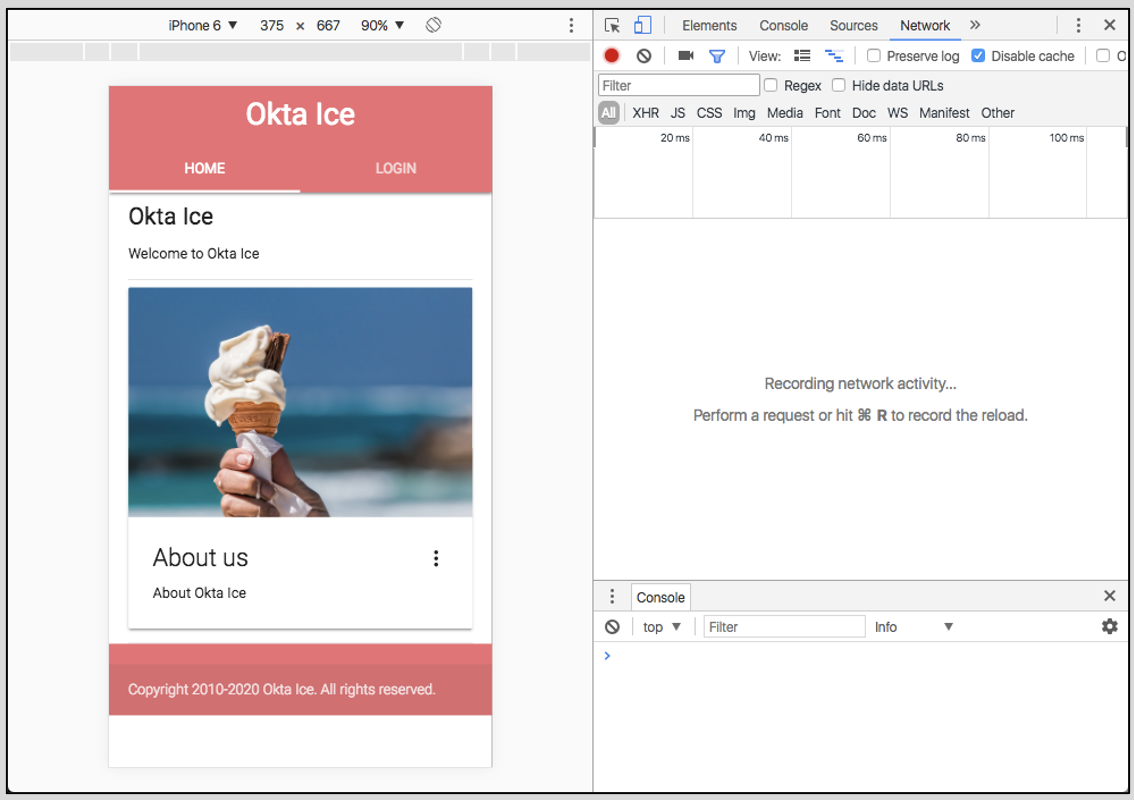 iPhone 6 ▼ 375 × 667 90% ▼
Okta Ice
HOME LOGIN
Okta Ice
Welcome to Okta Ice
About us
About Okta Ice
Copyright 2010-2020 Okta Ice. All rights reserved.
Elements Console Sources Network »
View: Preserve log Disable cache O
Filter Regex Hide data URLs
All XHR JS CSS Img Media Font Doc WS Manifest Other
20 ms 40 ms 60 ms 80 ms 100 ms
Recording network activity...
Perform a request or hit ⌘ R to record the reload.
Console
top ▼ Filter Info ▼